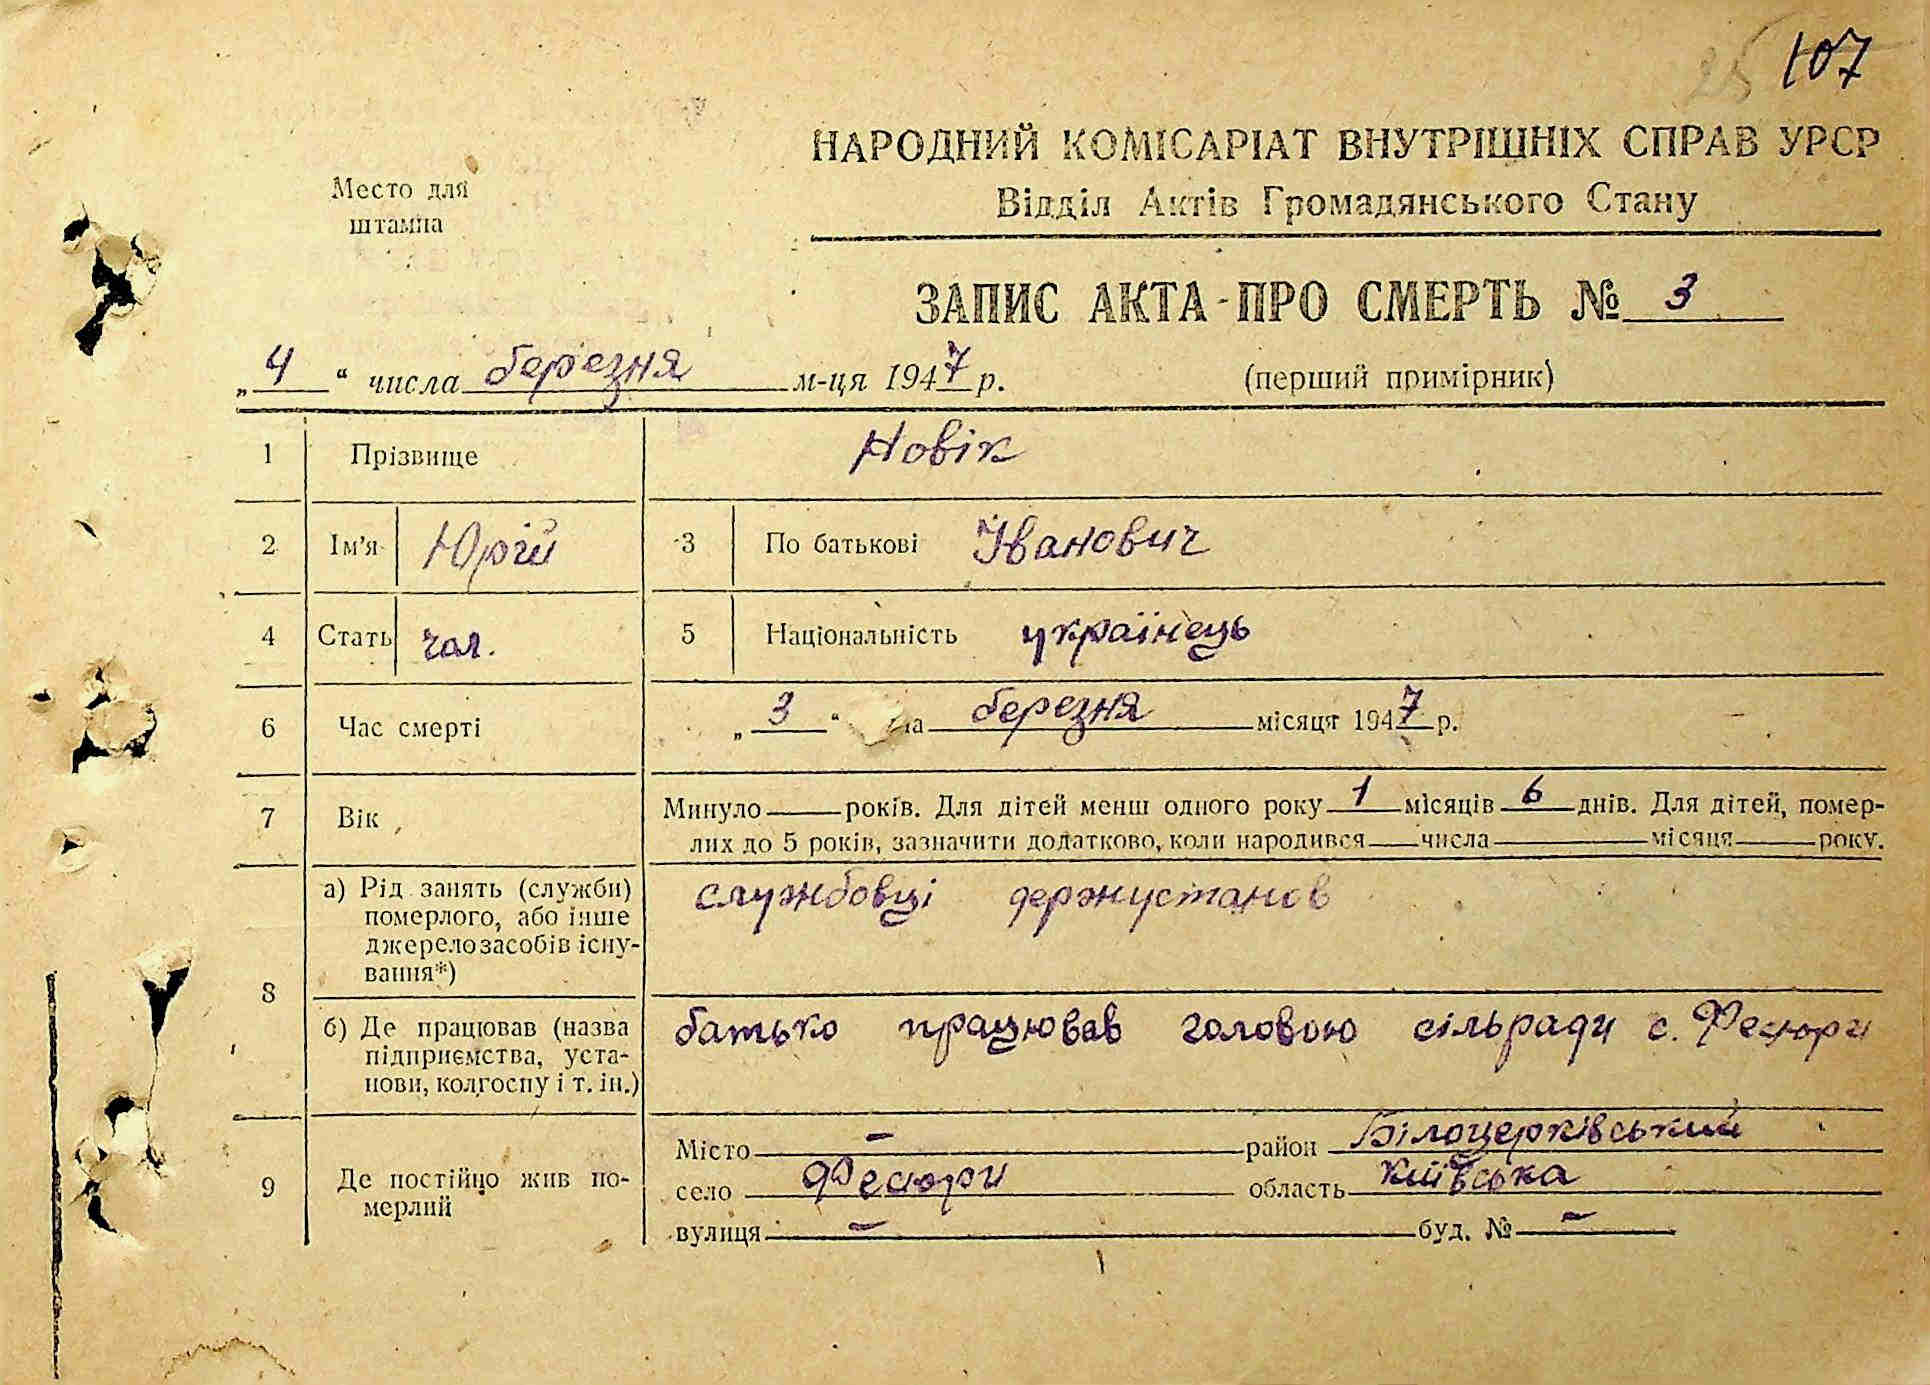 25 107
НАРОДНИЙ КОМІСАРІАТ ВНУТРІШНІХ СПРАВ УРСР
Место для
штампа
Відділ Актів Громадянського Стану
ЗАПИС АКТА ПРО СМЕРТЬ № 3
„4“ числа березня м-ця 1947 р. (перший примірник)
1 Прізвище Новік
2 Ім'я Юрій 3 По батькові Іванович
4 Стать чол. 5 Національність українець
6 Час смерті „3“ на березня місяця 1947 р.
7 Вік Минуло років. Для дітей менш одного року 1 місяців 6 днів. Для дітей, помер-
лих до 5 років, зазначити додатково, коли народився числа місяця року.
8 а) Рід занять (служби)
померлого, або інше
джерело засобів існу-
вання*)
службовці держустанов
б) Де працював (назва
підприємства, уста-
нови, колгоспу і т. ін.)
батько працював головою сільради с. Фесюри
9 Де постійно жив по-
мерлий
Місто — район Білоцерківський
село Фесюри область київська
вулиця — буд. № —